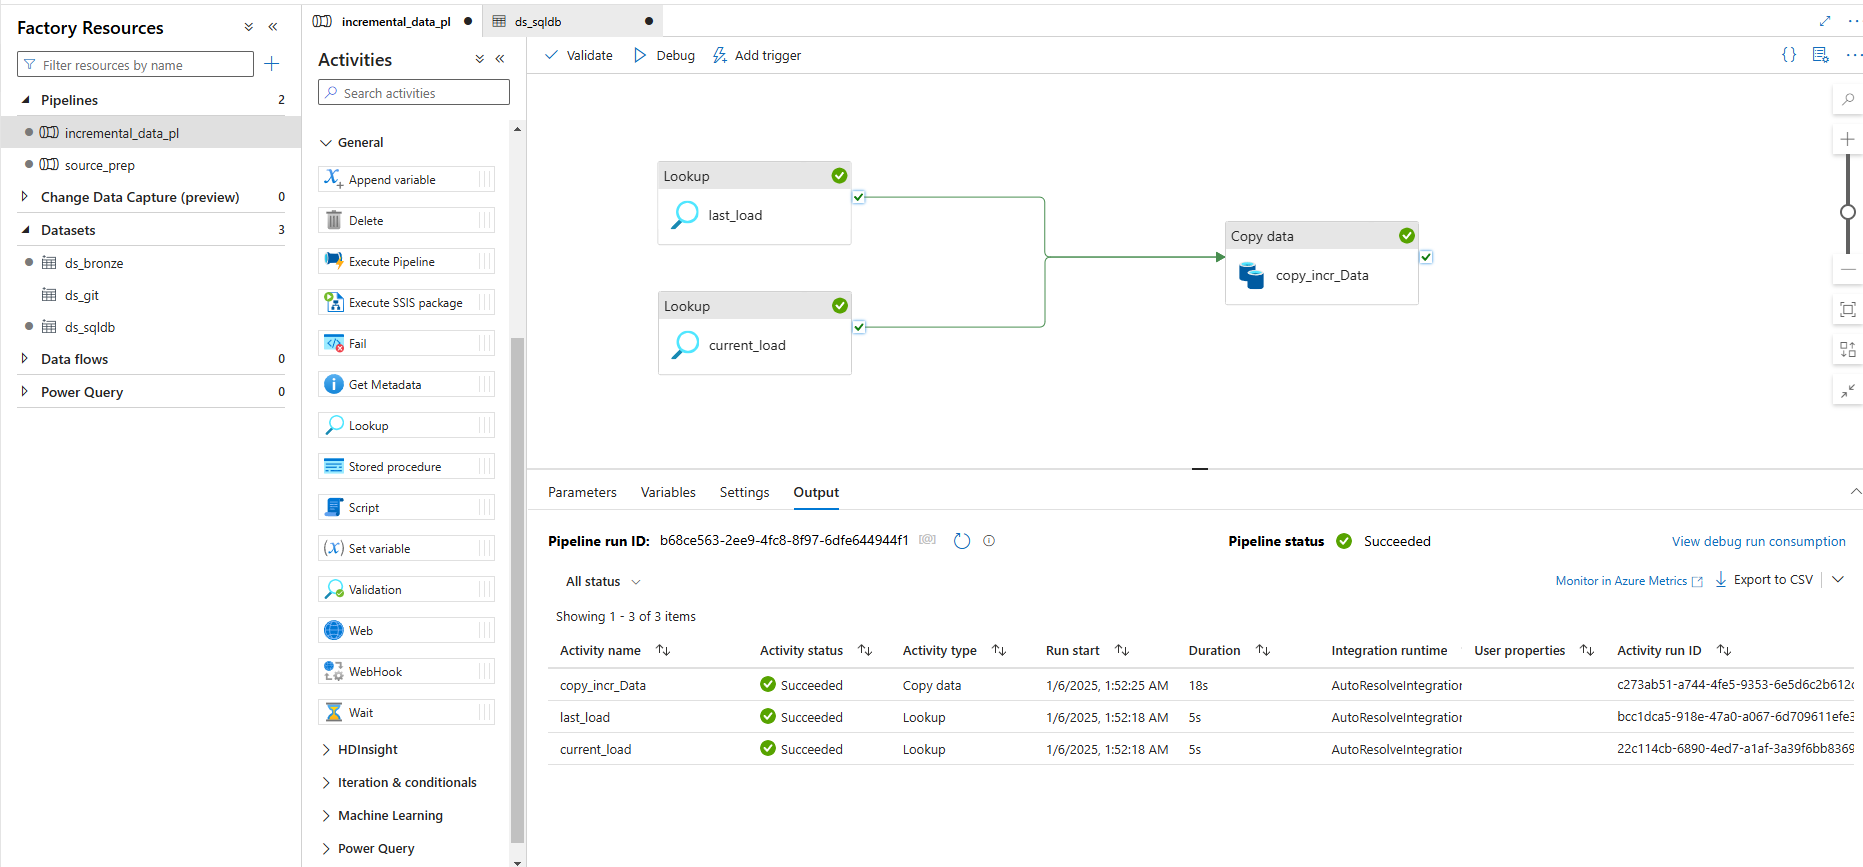 Factory Resources
Filter resources by name
Pipelines 2
incremental_data_pl
source_prep
Change Data Capture (preview) 0
Datasets 3
ds_bronze
ds_git
ds_sqldb
Data flows 0
Power Query 0
incremental_data_pl
ds_sqldb
Activities
Search activities
General
Append variable
Delete
Execute Pipeline
Execute SSIS package
Fail
Get Metadata
Lookup
Stored procedure
Script
Set variable
Validation
Web
WebHook
Wait
HDInsight
Iteration & conditionals
Machine Learning
Power Query
Validate Debug Add trigger
Lookup
last_load
Lookup
current_load
Copy data
copy_incr_Data
Parameters Variables Settings Output
Pipeline run ID: b68ce563-2ee9-4fc8-8f97-6dfe644944f1 Pipeline status Succeeded View debug run consumption
All status Monitor in Azure Metrics Export to CSV
Showing 1 - 3 of 3 items
Activity name Activity status Activity type Run start Duration Integration runtime User properties Activity run ID
copy_incr_Data Succeeded Copy data 1/6/2025, 1:52:25 AM 18s AutoResolveIntegration c273ab51-a744-4fe5-9353-6e5d6c2b612c
last_load Succeeded Lookup 1/6/2025, 1:52:18 AM 5s AutoResolveIntegration bcc1dca5-918e-47a0-a067-6d709611efe3
current_load Succeeded Lookup 1/6/2025, 1:52:18 AM 5s AutoResolveIntegration 22c114cb-6890-4ed7-a1af-3a39f6bb8369